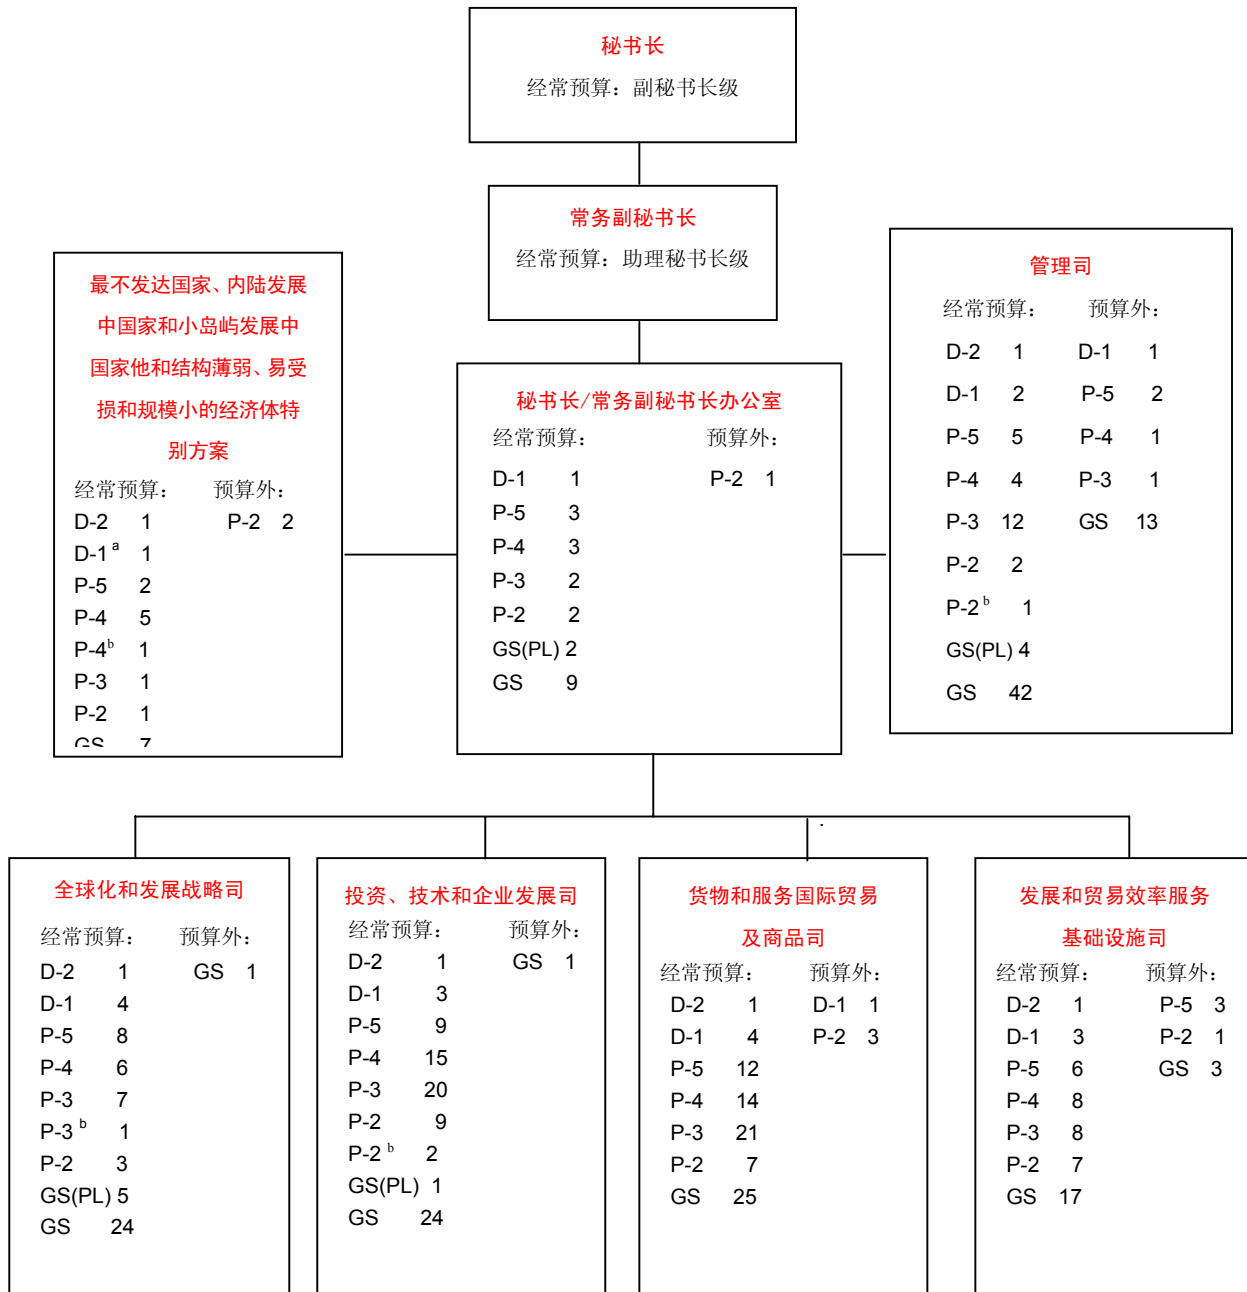 秘书长
经常预算：副秘书长级
常务副秘书长
经常预算：助理秘书长级
最不发达国家、内陆发展
中国家和小岛屿发展中
国家他和结构薄弱、易受
损和规模小的经济体特
别方案
经常预算： 预算外：
D-2 1 P-2 2
D-1 a 1
P-5 2
P-4 5
P-4 b 1
P-3 1
P-2 1
GS 7
秘书长/常务副秘书长办公室
经常预算： 预算外：
D-1 1 P-2 1
P-5 3
P-4 3
P-3 2
P-2 2
GS(PL) 2
GS 9
管理司
经常预算： 预算外：
D-2 1 D-1 1
D-1 2 P-5 2
P-5 5 P-4 1
P-4 4 P-3 1
P-3 12 GS 13
P-2 2
P-2 b 1
GS(PL) 4
GS 42
全球化和发展战略司
经常预算： 预算外：
D-2 1 GS 1
D-1 4
P-5 8
P-4 6
P-3 7
P-3 b 1
P-2 3
GS(PL) 5
GS 24
投资、技术和企业发展司
经常预算： 预算外：
D-2 1 GS 1
D-1 3
P-5 9
P-4 15
P-3 20
P-2 9
P-2 b 2
GS(PL) 1
GS 24
货物和服务国际贸易
及商品司
经常预算： 预算外：
D-2 1 D-1 1
D-1 4 P-2 3
P-5 12
P-4 14
P-3 21
P-2 7
GS 25
发展和贸易效率服务
基础设施司
经常预算： 预算外：
D-2 1 P-5 3
D-1 3 P-2 1
P-5 6 GS 3
P-4 8
P-3 8
P-2 7
GS 17